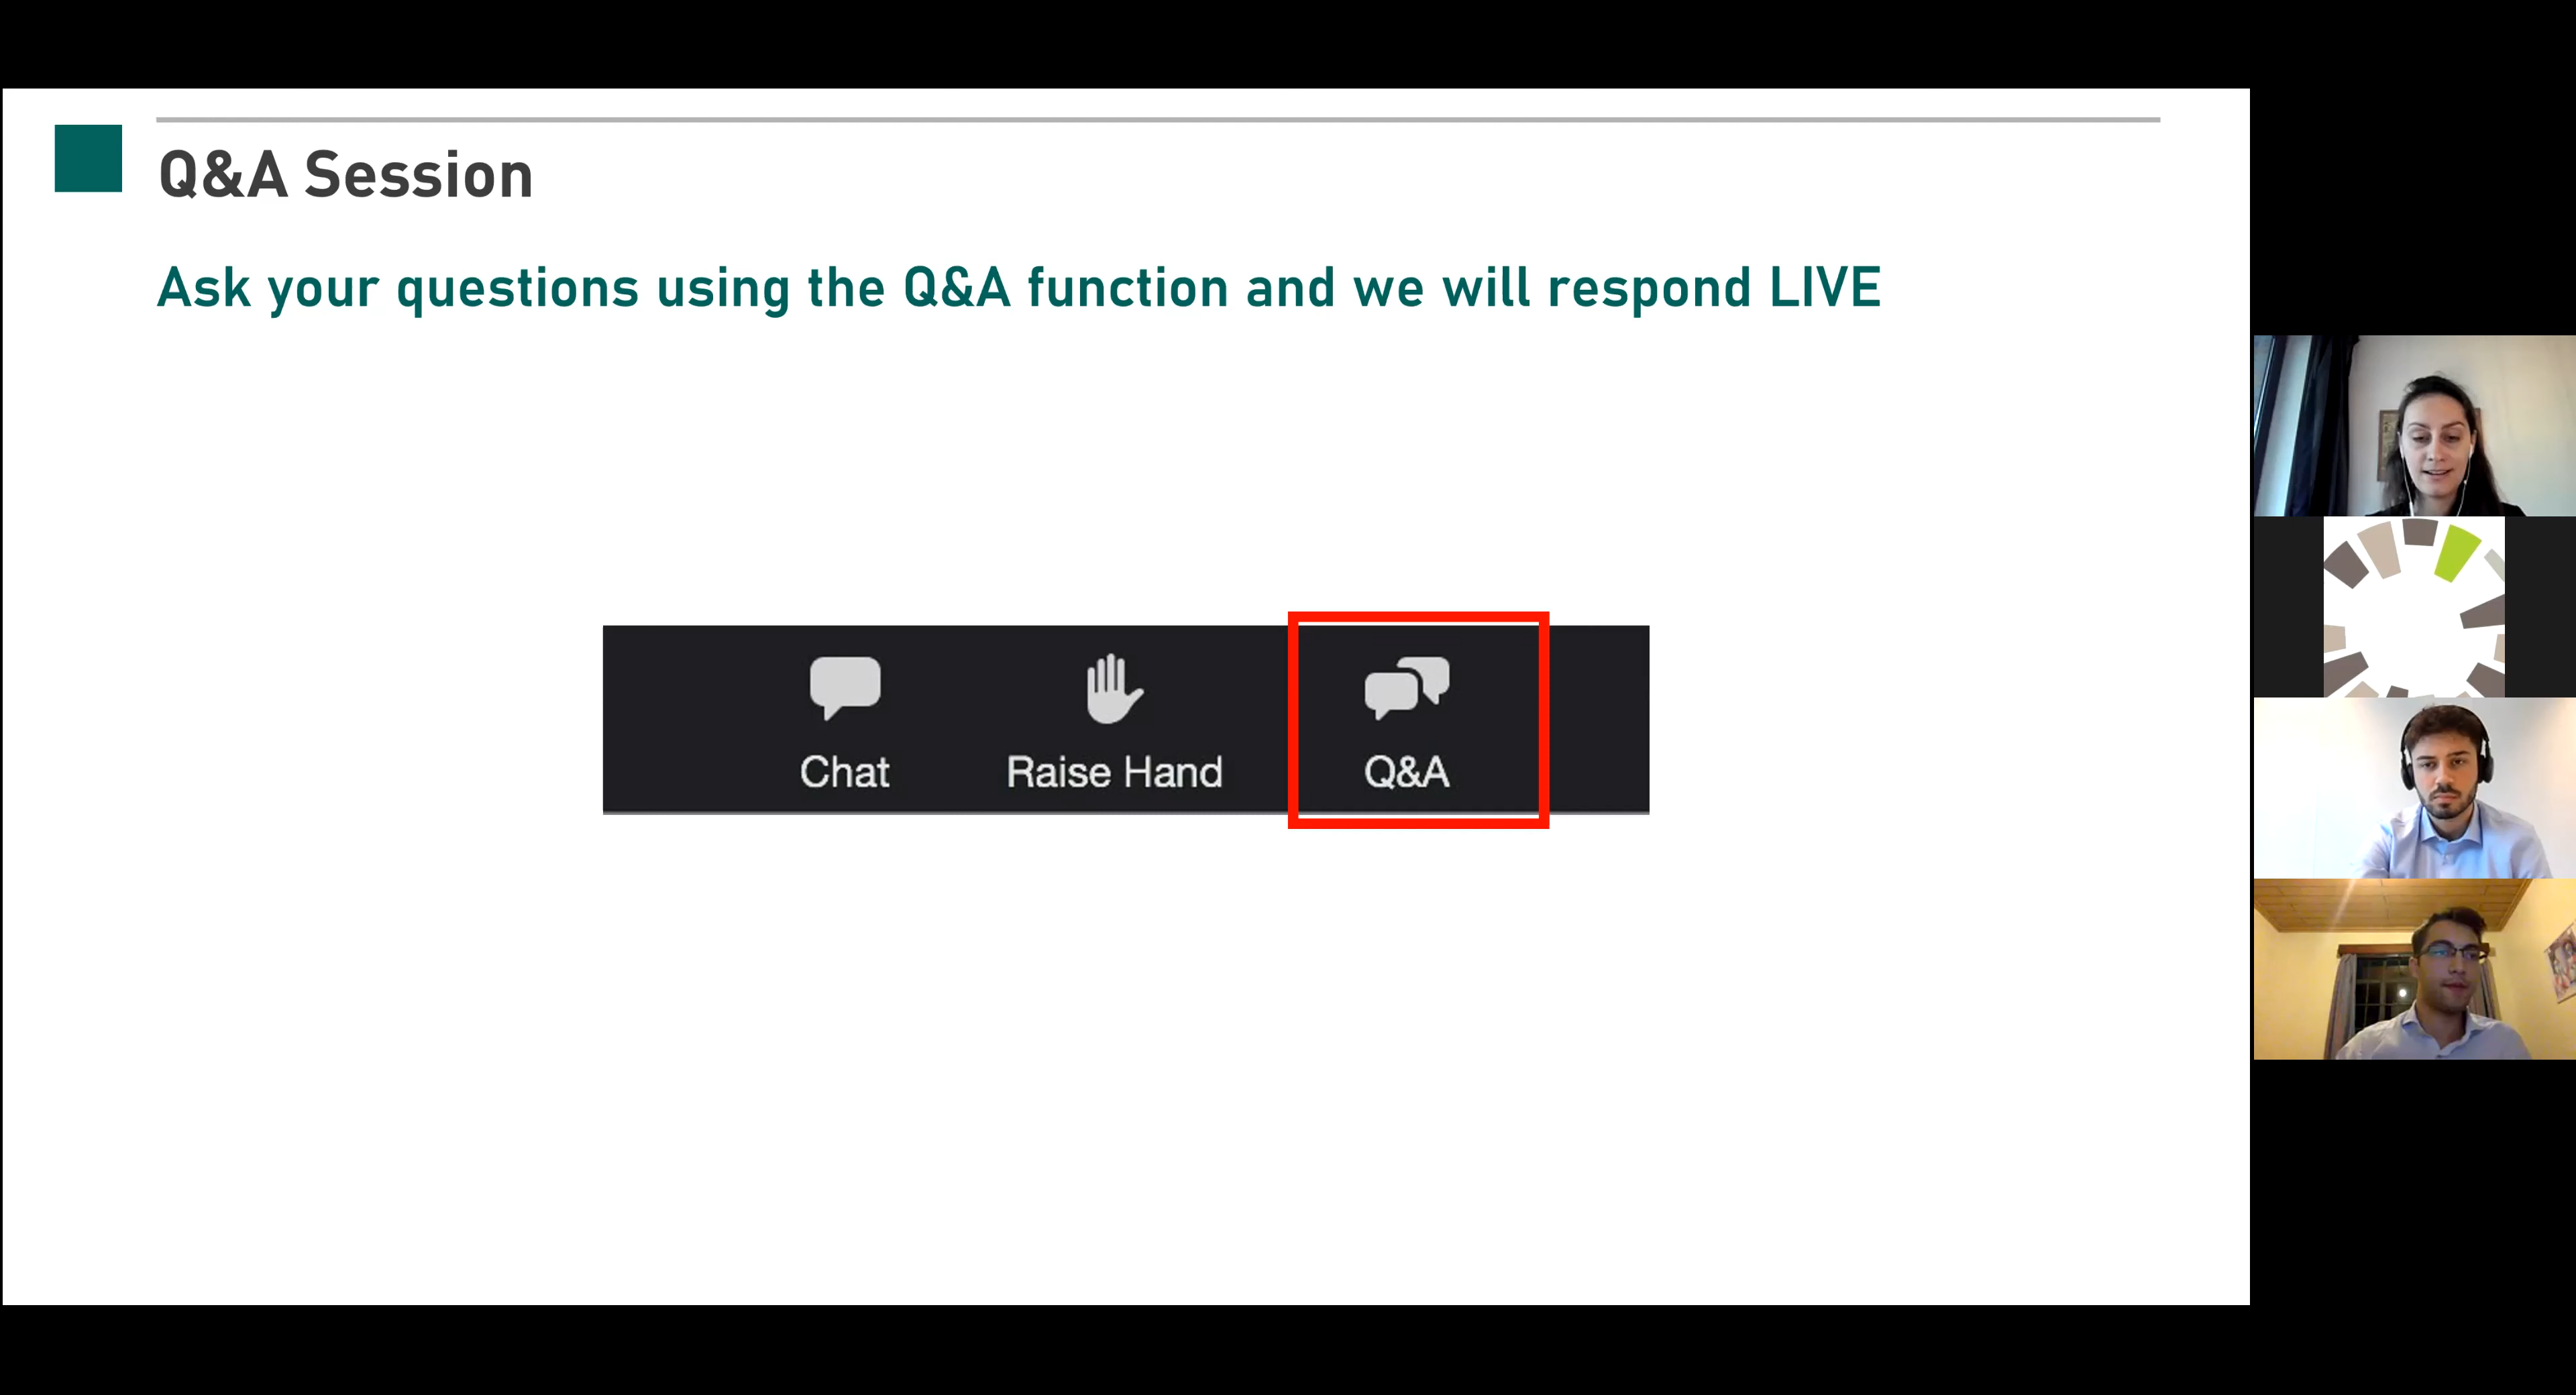 Q&A Session
Ask your questions using the Q&A function and we will respond LIVE
Chat
Raise Hand
Q&A